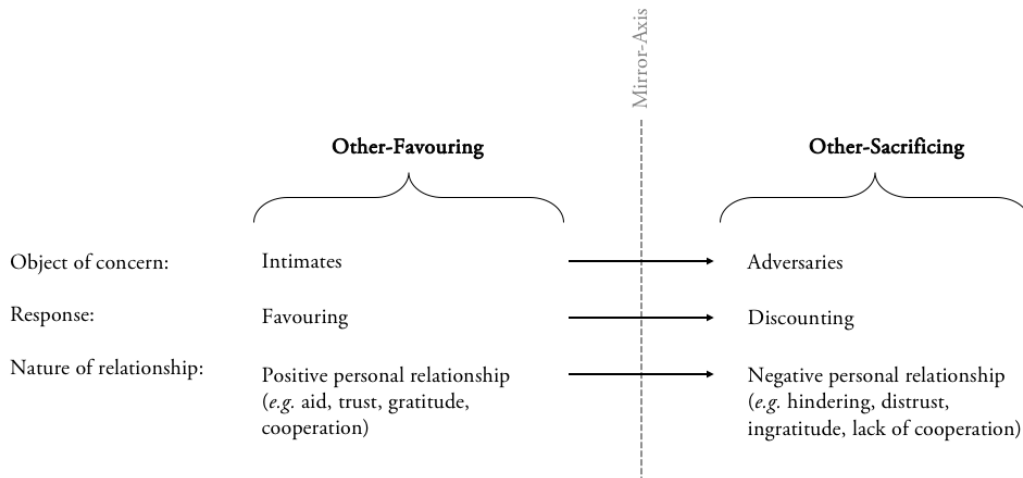 Mirror-Axis
Other-Favouring
Other-Sacrificing
Object of concern:
Intimates
Adversaries
Response:
Favouring
Discounting
Nature of relationship:
Positive personal relationship
(e.g. aid, trust, gratitude,
cooperation)
Negative personal relationship
(e.g. hindering, distrust,
ingratitude, lack of cooperation)